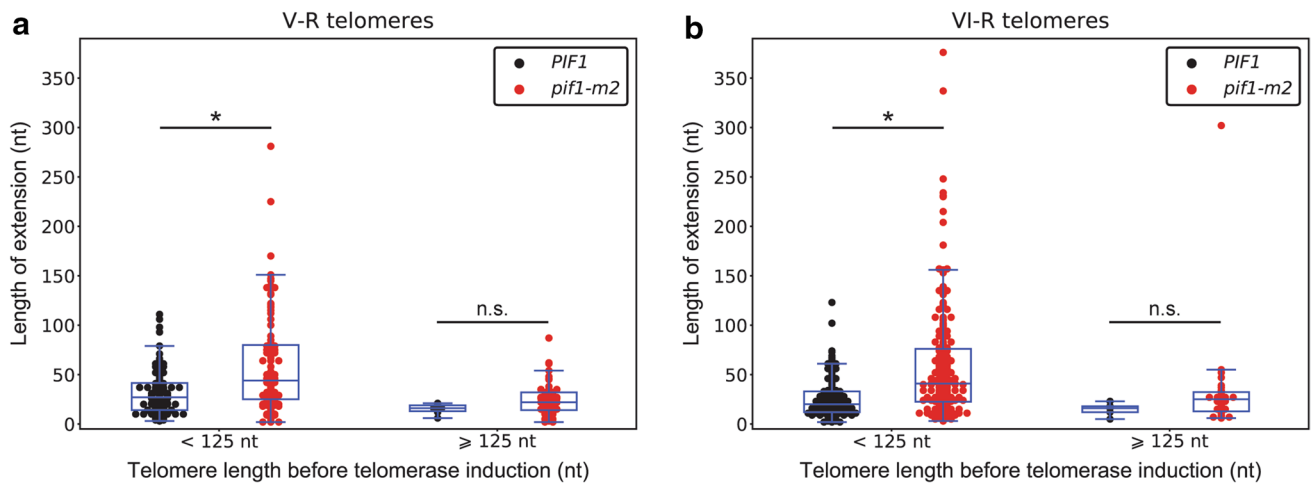 a
V-R telomeres
Length of extension (nt)
350
300
250
200
150
100
50
0
PIF1
pif1-m2
*
n.s.
< 125 nt
⩾ 125 nt
Telomere length before telomerase induction (nt)
b
VI-R telomeres
Length of extension (nt)
350
300
250
200
150
100
50
0
PIF1
pif1-m2
*
n.s.
< 125 nt
⩾ 125 nt
Telomere length before telomerase induction (nt)